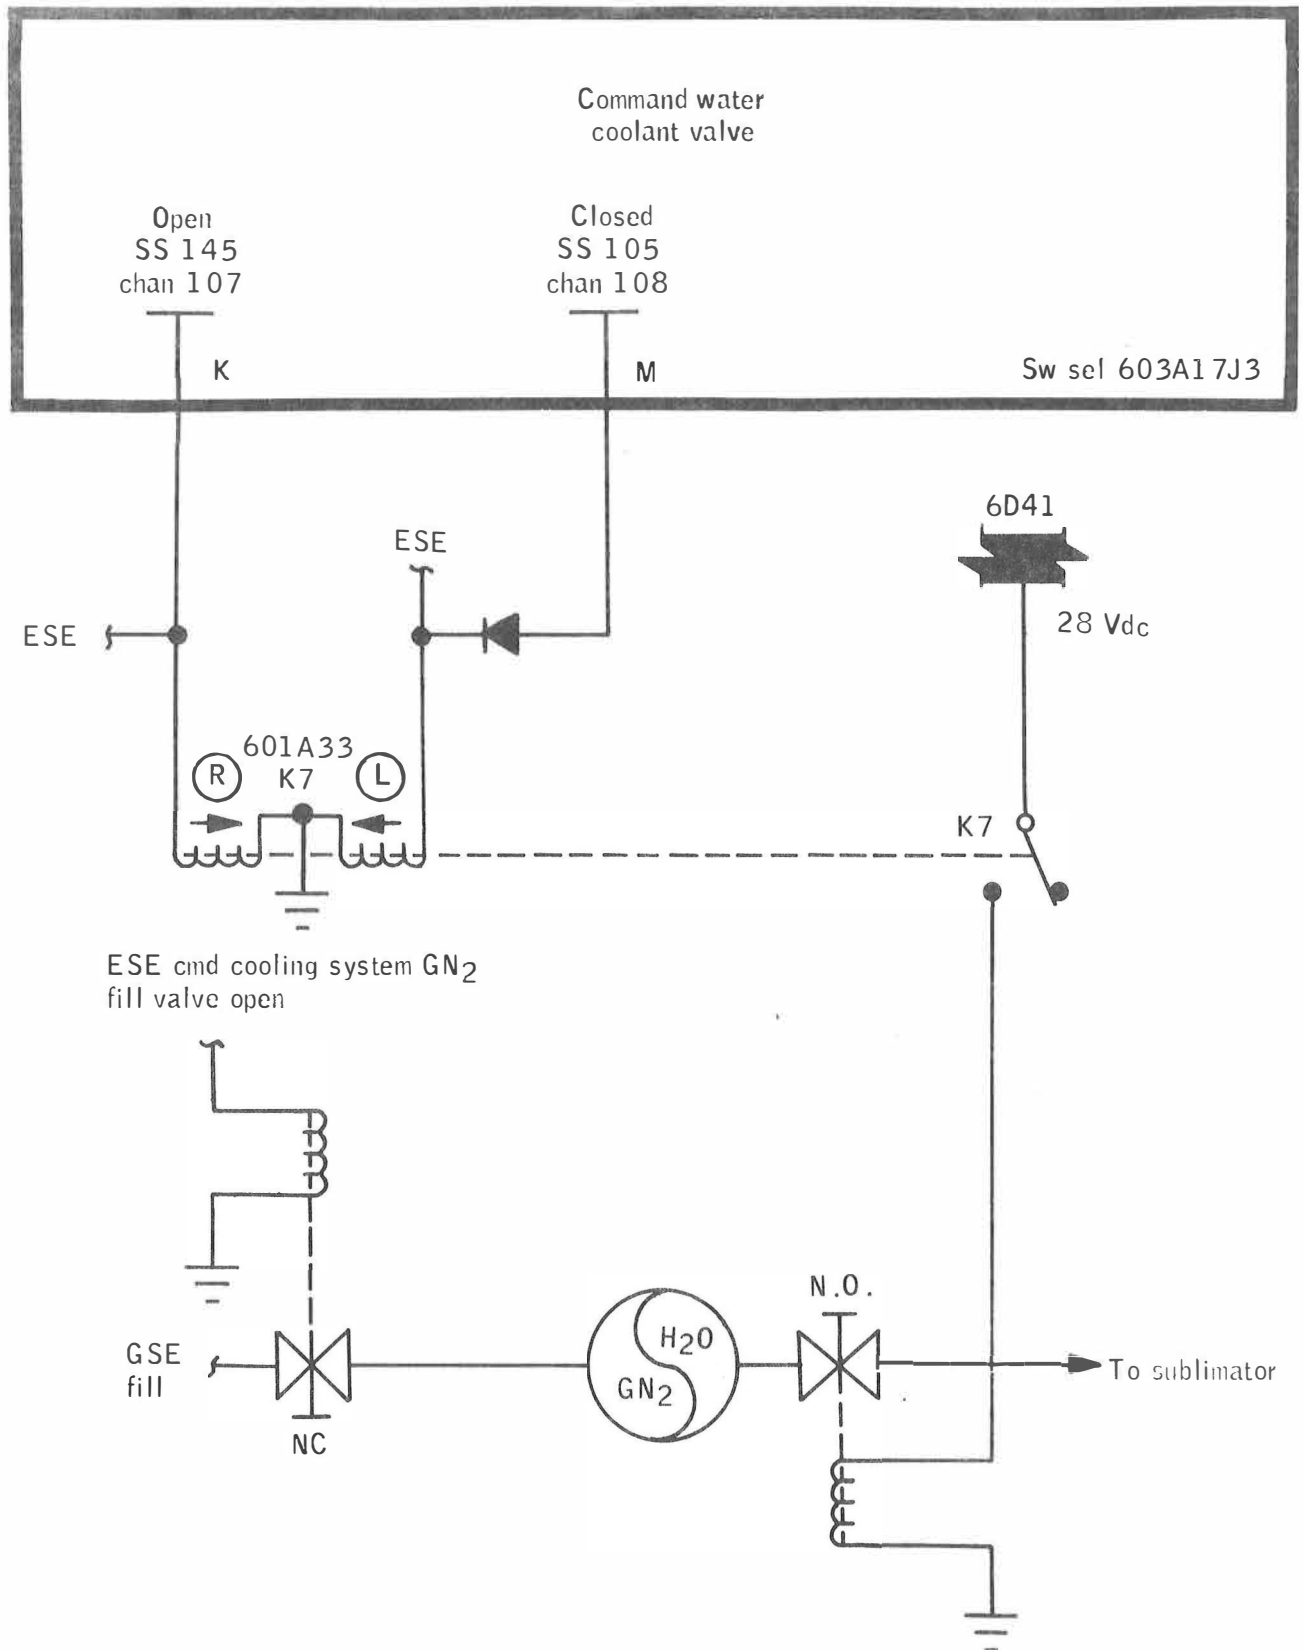 Command water
coolant valve
Open
SS 145
chan 107
Closed
SS 105
chan 108
K
M
Sw sel 603A17J3
6D41
ESE
ESE
28 Vdc
601A33
R
K7
L
K7
ESE cmd cooling system GN2
fill valve open
N.O.
GSE
fill
H2O
GN2
To sublimator
NC